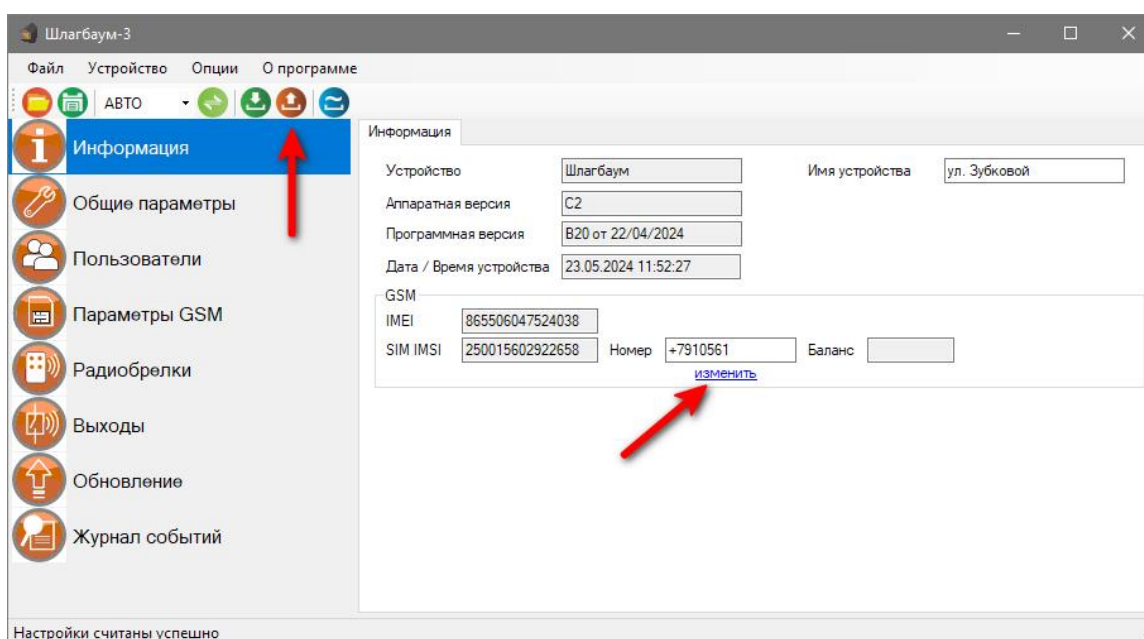 Шлагбаум-3
Файл Устройство Опции О программе
АВТО
Информация
Общие параметры
Пользователи
Параметры GSM
Радиобрелки
Выходы
Обновление
Журнал событий
Информация
Устройство Шлагбаум Имя устройства ул. Зубковой
Аппаратная версия C2
Программная версия B20 от 22/04/2024
Дата / Время устройства 23.05.2024 11:52:27
GSM
IMEI 865506047524038
SIM IMSI 250015602922658 Номер +7910561 Баланс
изменить
Настройки считаны успешно